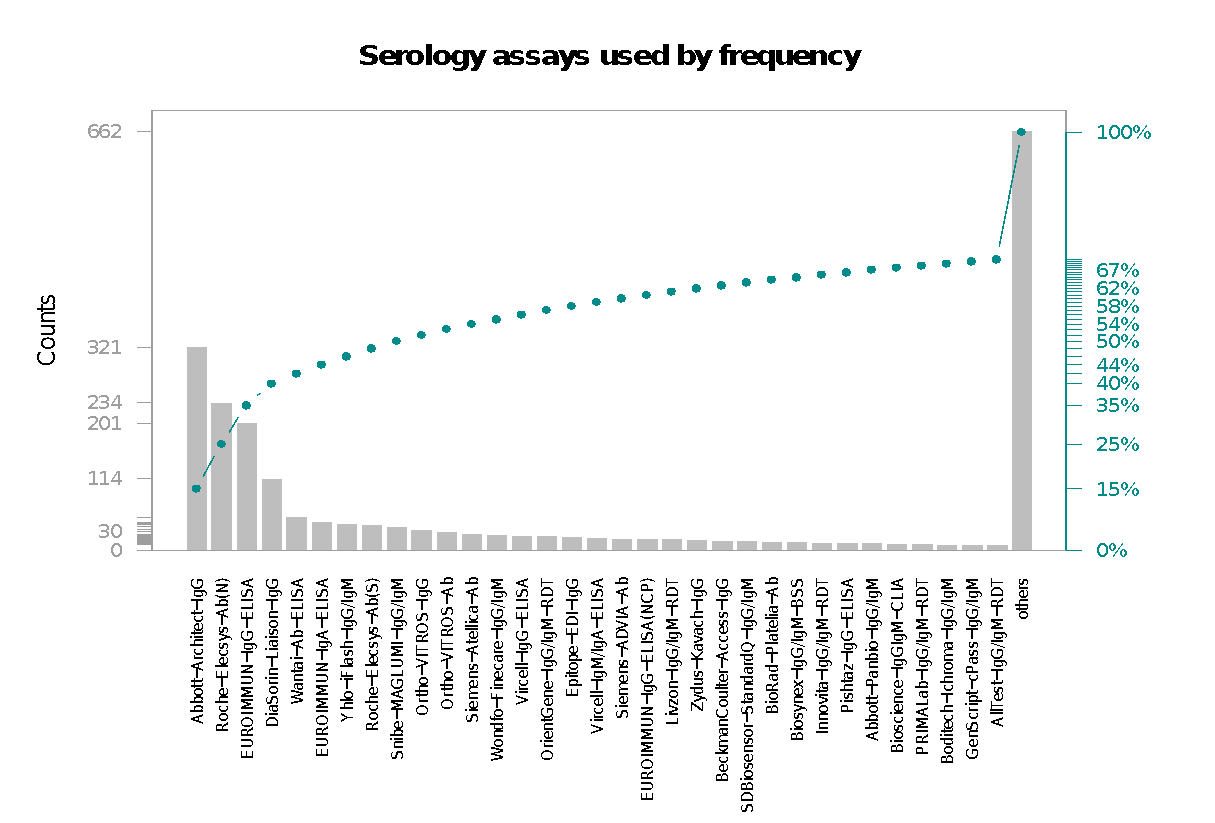 Serology assays used by frequency
Counts
662
321
234
201
114
30
0
100%
67%
62%
58%
54%
50%
44%
40%
35%
25%
15%
0%
Abbott−Architect−IgG
Roche−Elecsys−Ab(N)
EUROIMMUN−IgG−ELISA
DiaSorin−Liaison−IgG
Wantai−Ab−ELISA
EUROIMMUN−IgA−ELISA
Yhlo−iFlash−IgG/IgM
Roche−Elecsys−Ab(S)
Snibe−MAGLUMI−IgG/IgM
Ortho−VITROS−IgG
Ortho−VITROS−Ab
Siemens−Atellica−Ab
Wondfo−Finecare−IgG/IgM
Vircell−IgG−ELISA
OrientGene−IgG/IgM−RDT
Epitope−EDI−IgG
Vircell−IgM/IgA−ELISA
Siemens−ADVIA−Ab
EUROIMMUN−IgG−ELISA(NCP)
Livzon−IgG/IgM−RDT
Zydus−Kavach−IgG
BeckmanCoulter−Access−IgG
SDBiosensor−StandardQ−IgG/IgM
BioRad−Platelia−Ab
Biosynex−IgG/IgM−BSS
Innovita−IgG/IgM−RDT
Pishtaz−IgG−ELISA
Abbott−Panbio−IgG/IgM
Bioscience−IgGIgM−CLIA
PRIMALab−IgG/IgM−RDT
Boditech−Ichroma−IgG/IgM
GenScript−cPass−IgG/IgM
AllTest−IgG/IgM−RDT
others